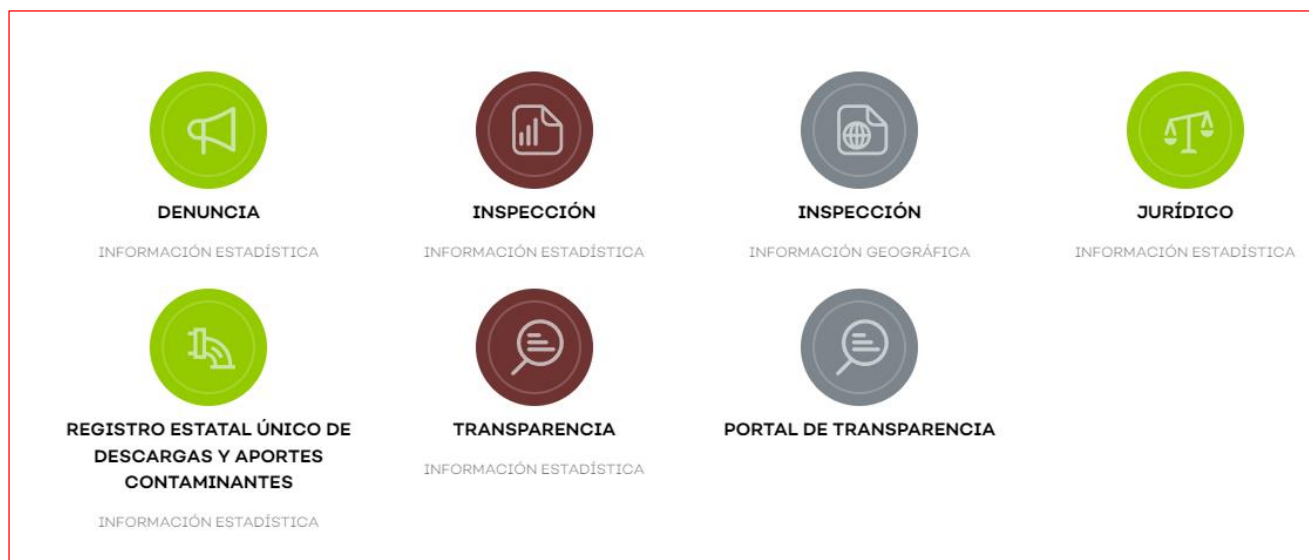 DENUNCIA
INFORMACIÓN ESTADÍSTICA
INSPECCIÓN
INFORMACIÓN ESTADÍSTICA
INSPECCIÓN
INFORMACIÓN GEOGRÁFICA
JURÍDICO
INFORMACIÓN ESTADÍSTICA
REGISTRO ESTATAL ÚNICO DE
DESCARGAS Y APORTES
CONTAMINANTES
INFORMACIÓN ESTADÍSTICA
TRANSPARENCIA
INFORMACIÓN ESTADÍSTICA
PORTAL DE TRANSPARENCIA